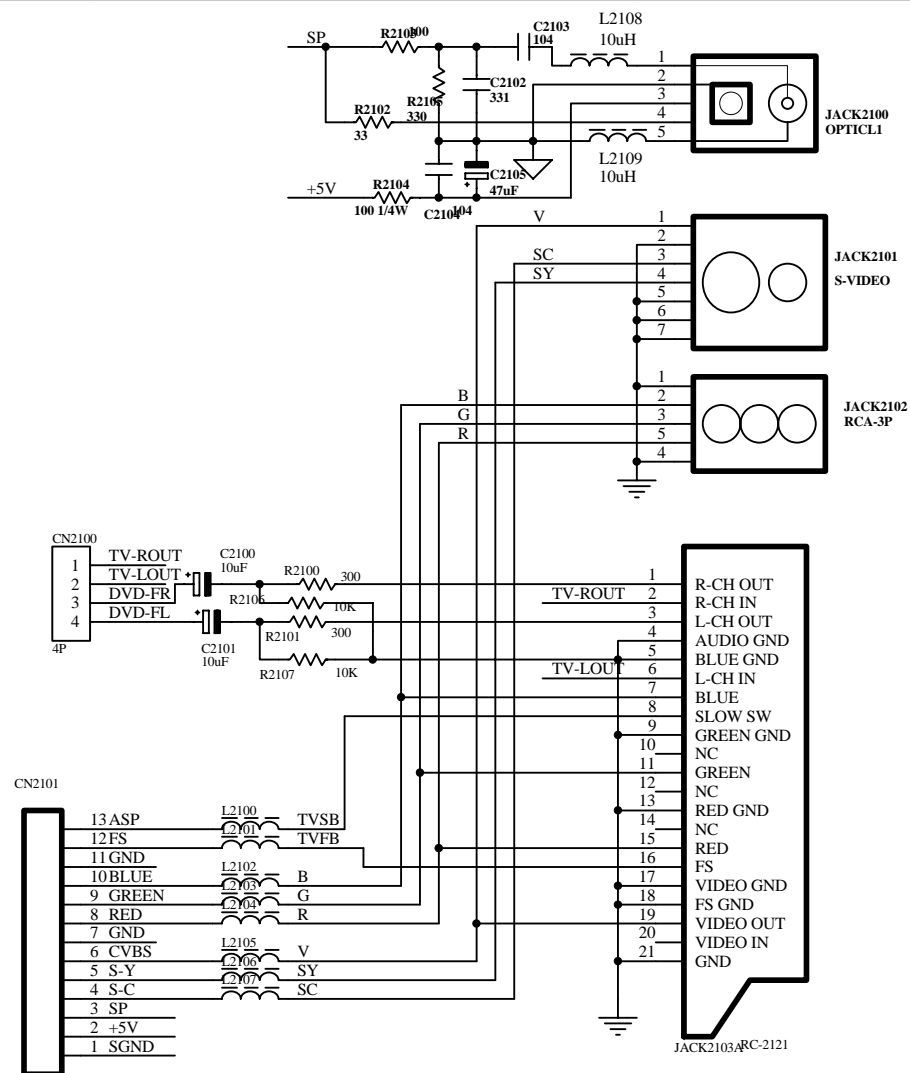 L2108
10uH
C2103
104
SP
R2103
300
1
2
3
4
5
C2102
331
R2105
330
R2102
33
JACK2100
OPTICL1
L2109
10uH
+5V
R2104
100 1/4W
C2105
47uF
C2104
104
V
SC
SY
1
2
3
4
5
6
7
JACK2101
S-VIDEO
B
G
R
1
2
3
5
4
JACK2102
RCA-3P
CN2100
1 TV-ROUT
2 TV-LOUT
3 DVD-FR
4 DVD-FL
4P
C2100
10uF
R2100
300
R2106
10K
C2101
10uF
R2101
300
R2107
10K
TV-ROUT
TV-LOUT
1 R-CH OUT
2 R-CH IN
3 L-CH OUT
4 AUDIO GND
5 BLUE GND
6 L-CH IN
7 BLUE
8 SLOW SW
9 GREEN GND
10 NC
11 GREEN
12 NC
13 RED GND
14 NC
15 RED
16 FS
17 VIDEO GND
18 FS GND
19 VIDEO OUT
20 VIDEO IN
21 GND
JACK2103A
RC-2121
CN2101
13 ASP L2100 TVSB
12 FS L2101 TVFB
11 GND
10 BLUE L2102 B
9 GREEN L2103 G
8 RED L2104 R
7 GND
6 CVBS L2105 V
5 S-Y L2106 SY
4 S-C L2107 SC
3 SP
2 +5V
1 SGND